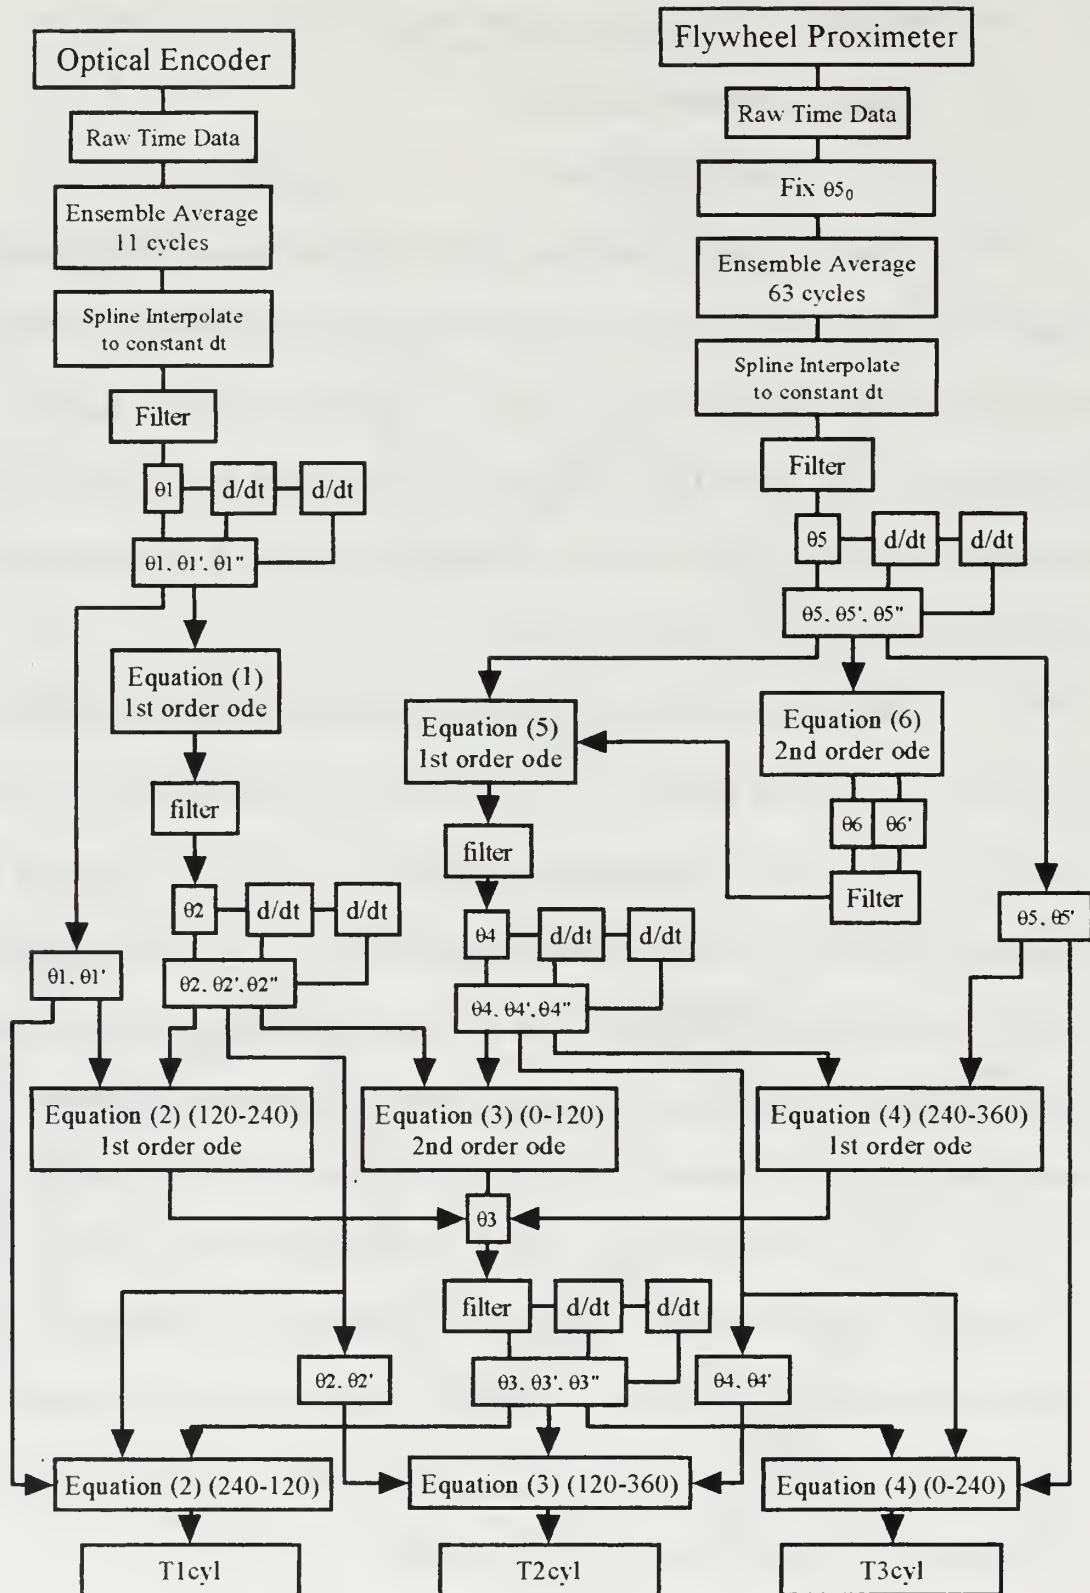 Optical Encoder
Raw Time Data
Ensemble Average
11 cycles
Spline Interpolate
to constant dt
Filter
θ1
d/dt
d/dt
θ1, θ1', θ1"
Equation (1)
1st order ode
filter
θ2
d/dt
d/dt
θ1, θ1'
θ2, θ2', θ2"
Flywheel Proximeter
Raw Time Data
Fix θ5₀
Ensemble Average
63 cycles
Spline Interpolate
to constant dt
Filter
θ5
d/dt
d/dt
θ5, θ5', θ5"
Equation (5)
1st order ode
Equation (6)
2nd order ode
θ6
θ6'
filter
Filter
θ5, θ5'
θ4
d/dt
d/dt
θ4, θ4', θ4"
Equation (2) (120-240)
1st order ode
Equation (3) (0-120)
2nd order ode
Equation (4) (240-360)
1st order ode
θ3
filter
d/dt
d/dt
θ2, θ2'
θ3, θ3', θ3"
θ4, θ4'
Equation (2) (240-120)
Equation (3) (120-360)
Equation (4) (0-240)
T1cyl
T2cyl
T3cyl